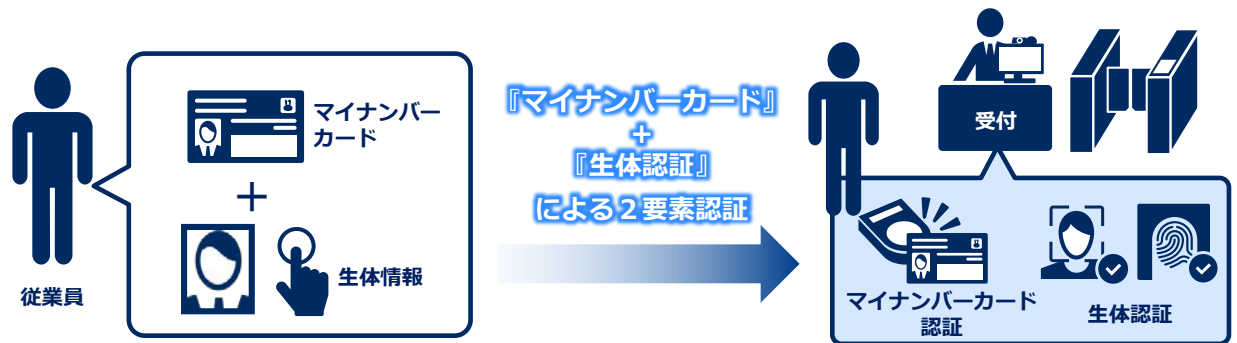 マイナンバー
カード
+
生体情報
従業員
『マイナンバーカード』
+
『生体認証』
による２要素認証
受付
マイナンバーカード
認証
生体認証